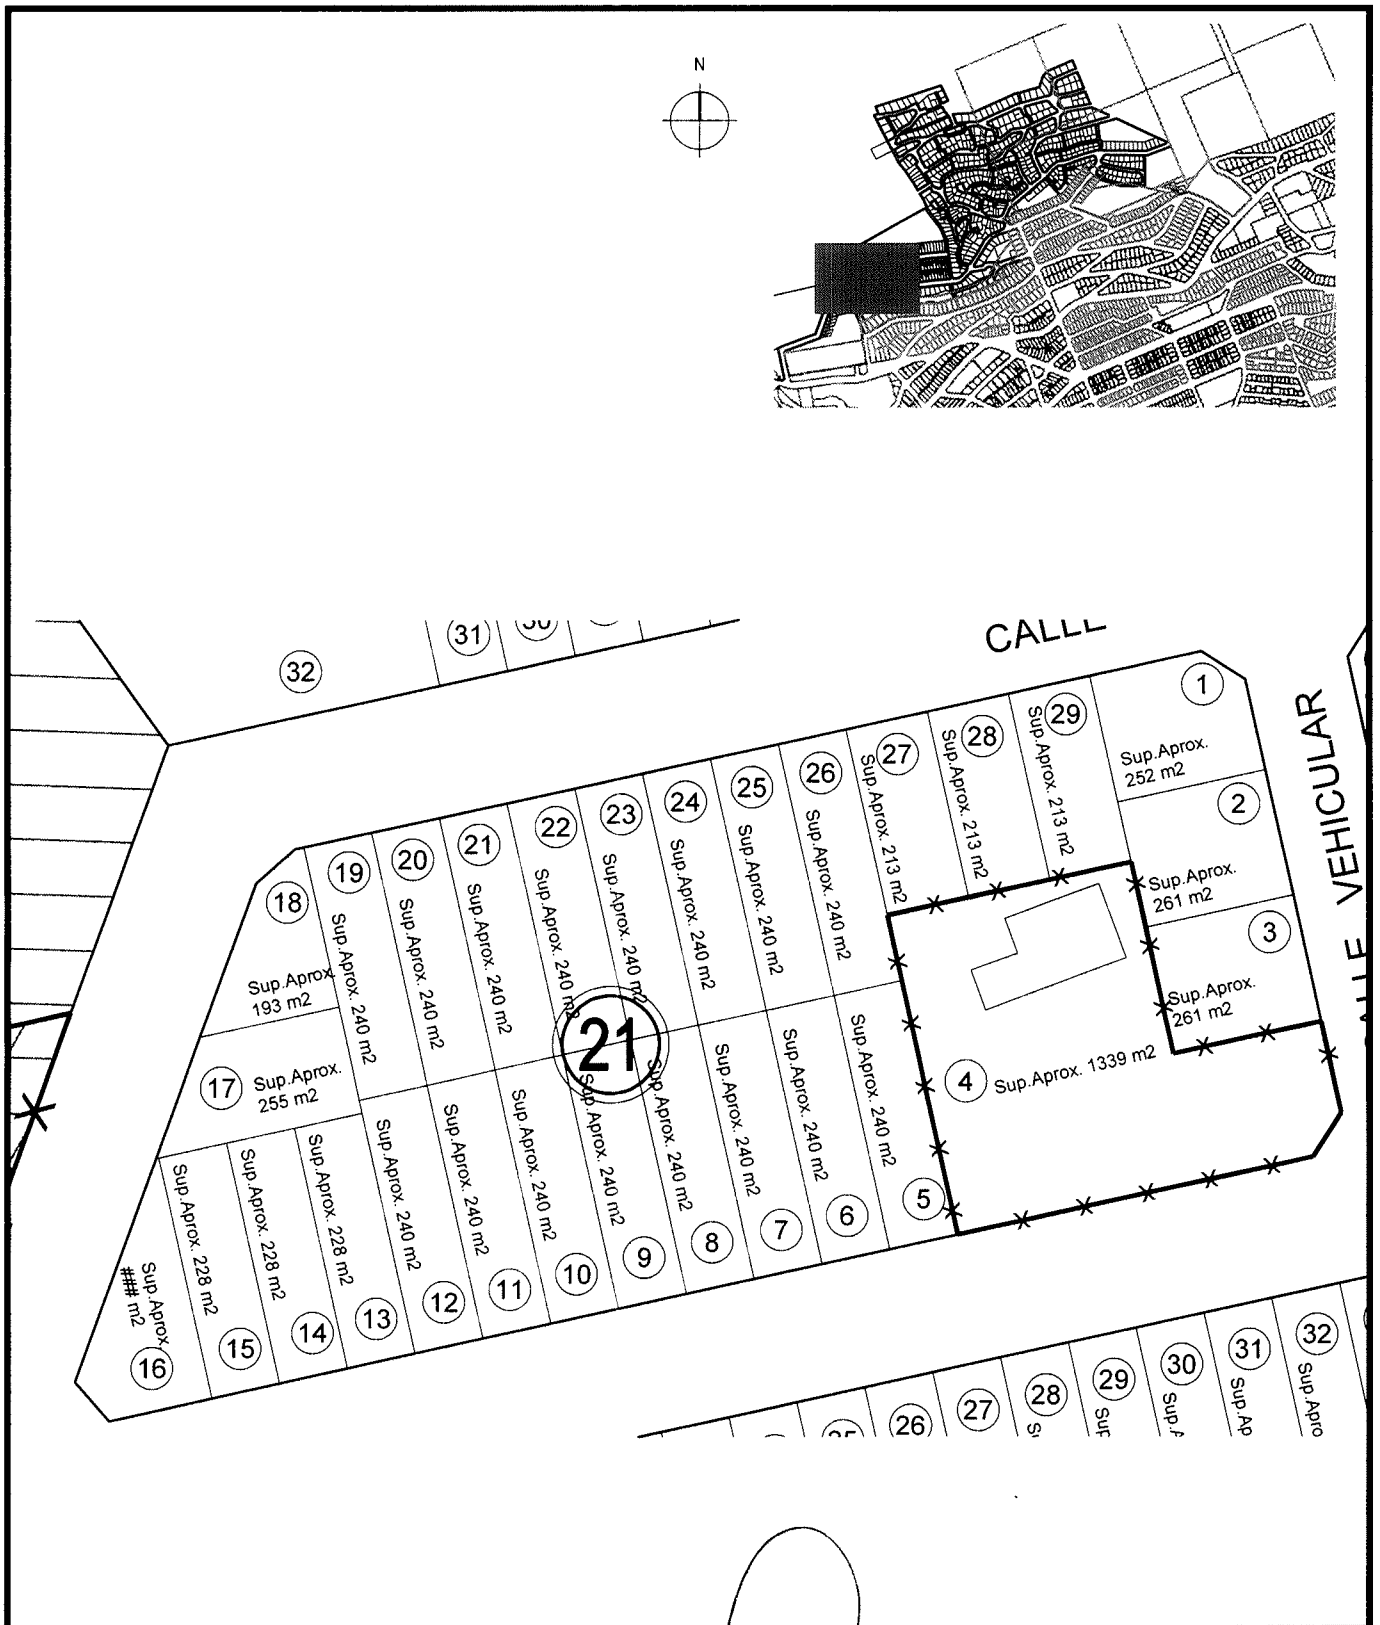 N
CALLE
VEHICULAR
31
32
1
Sup.Aprox.
252 m2
2
Sup.Aprox.
261 m2
3
Sup.Aprox.
261 m2
29
Sup.Aprox. 213 m2
28
Sup.Aprox. 213 m2
27
Sup.Aprox. 213 m2
26
Sup.Aprox. 240 m2
25
Sup.Aprox. 240 m2
24
Sup.Aprox. 240 m2
23
Sup.Aprox. 240 m2
22
Sup.Aprox. 240 m2
21
Sup.Aprox. 240 m2
20
Sup.Aprox. 240 m2
19
Sup.Aprox. 240 m2
18
Sup.Aprox.
193 m2
17
Sup.Aprox.
255 m2
21
4
Sup.Aprox. 1339 m2
Sup.Aprox. 240 m2
5
Sup.Aprox. 240 m2
6
Sup.Aprox. 240 m2
7
Sup.Aprox. 240 m2
8
Sup.Aprox. 240 m2
9
Sup.Aprox. 240 m2
10
Sup.Aprox. 240 m2
11
Sup.Aprox. 240 m2
12
Sup.Aprox. 228 m2
13
Sup.Aprox. 228 m2
14
Sup.Aprox. 228 m2
15
Sup.Aprox.
### m2
16
26
27
28
29
30
31
32
Sup.Ap
Sup.Apro